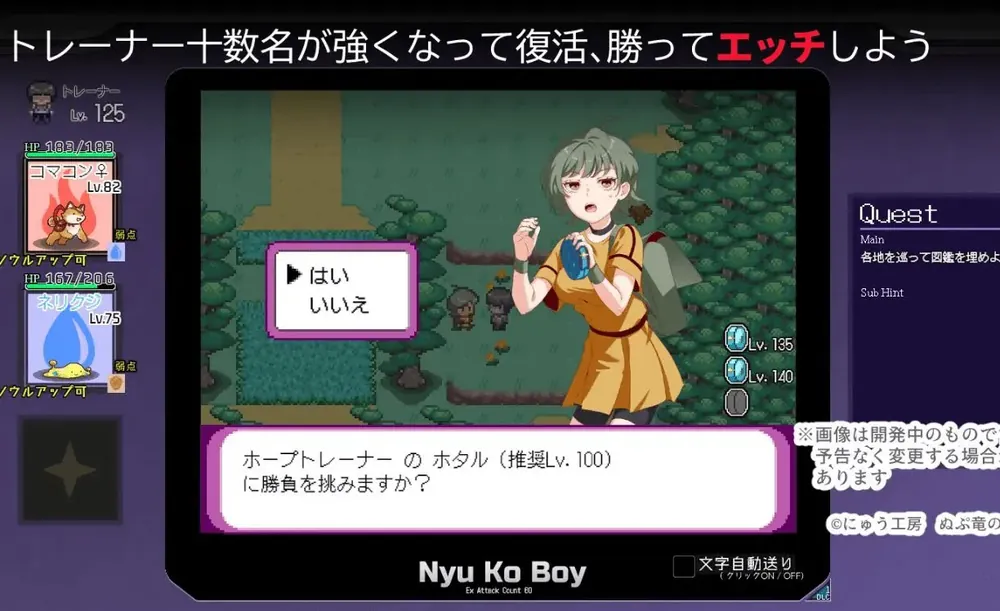 トレーナー十数名が強くなって復活、勝ってエッチしよう
トレーナー
Lv. 125
HP 183/183
コマコン♀
Lv.82
弱点
ソウルアップ可
HP 167/206
ネリクジ
Lv.75
弱点
ソウルアップ可
はい
いいえ
Lv. 135
Lv. 140
ホープトレーナー の ホタル（推奨Lv. 100）
に勝負を挑みますか？
Quest
Main
各地を巡って図鑑を埋めよ
Sub Hint
※画像は開発中のもので
予告なく変更する場合が
あります
©にゅう工房 ぬぷ竜の
Nyu Ko Boy
Ex Attack Count 60
文字自動送り
(クリックON / OFF)
DLC